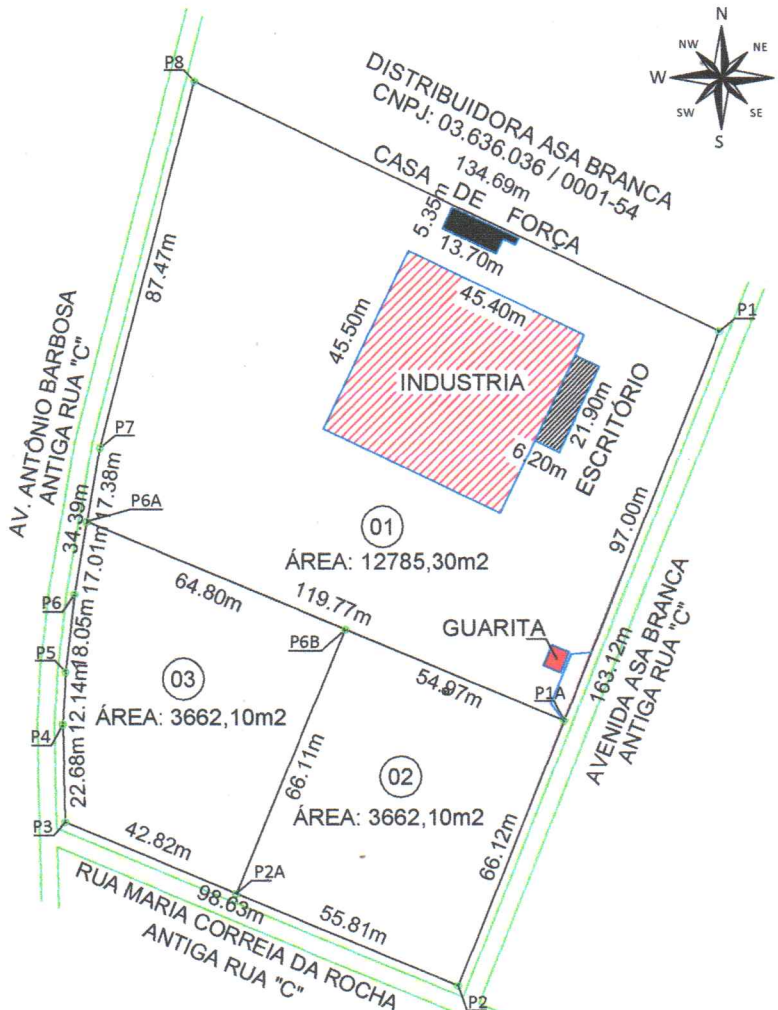 N
NW
NE
W
SW
SE
S
P8
DISTRIBUIDORA ASA BRANCA
CNPJ: 03.636.036 / 0001-54
134.69m
CASA DE FORÇA
5.35m
13.70m
87.47m
45.40m
45.50m
INDUSTRIA
P1
21.90m
6.20m
ESCRITÓRIO
AV. ANTÔNIO BARBOSA
ANTIGA RUA "C"
P7
17.38m
34.39m
P6A
17.01m
01
ÁREA: 12785,30m2
97.00m
64.80m
119.77m
P6
P6B
GUARITA
18.05m
54.97m
P1A
163.12m
AVENIDA ASA BRANCA
ANTIGA RUA "C"
P5
03
ÁREA: 3662,10m2
12.14m
P4
66.11m
02
ÁREA: 3662,10m2
22.68m
66.12m
P3
42.82m
P2A
98.63m
55.81m
RUA MARIA CORREIA DA ROCHA
ANTIGA RUA "C"
P2